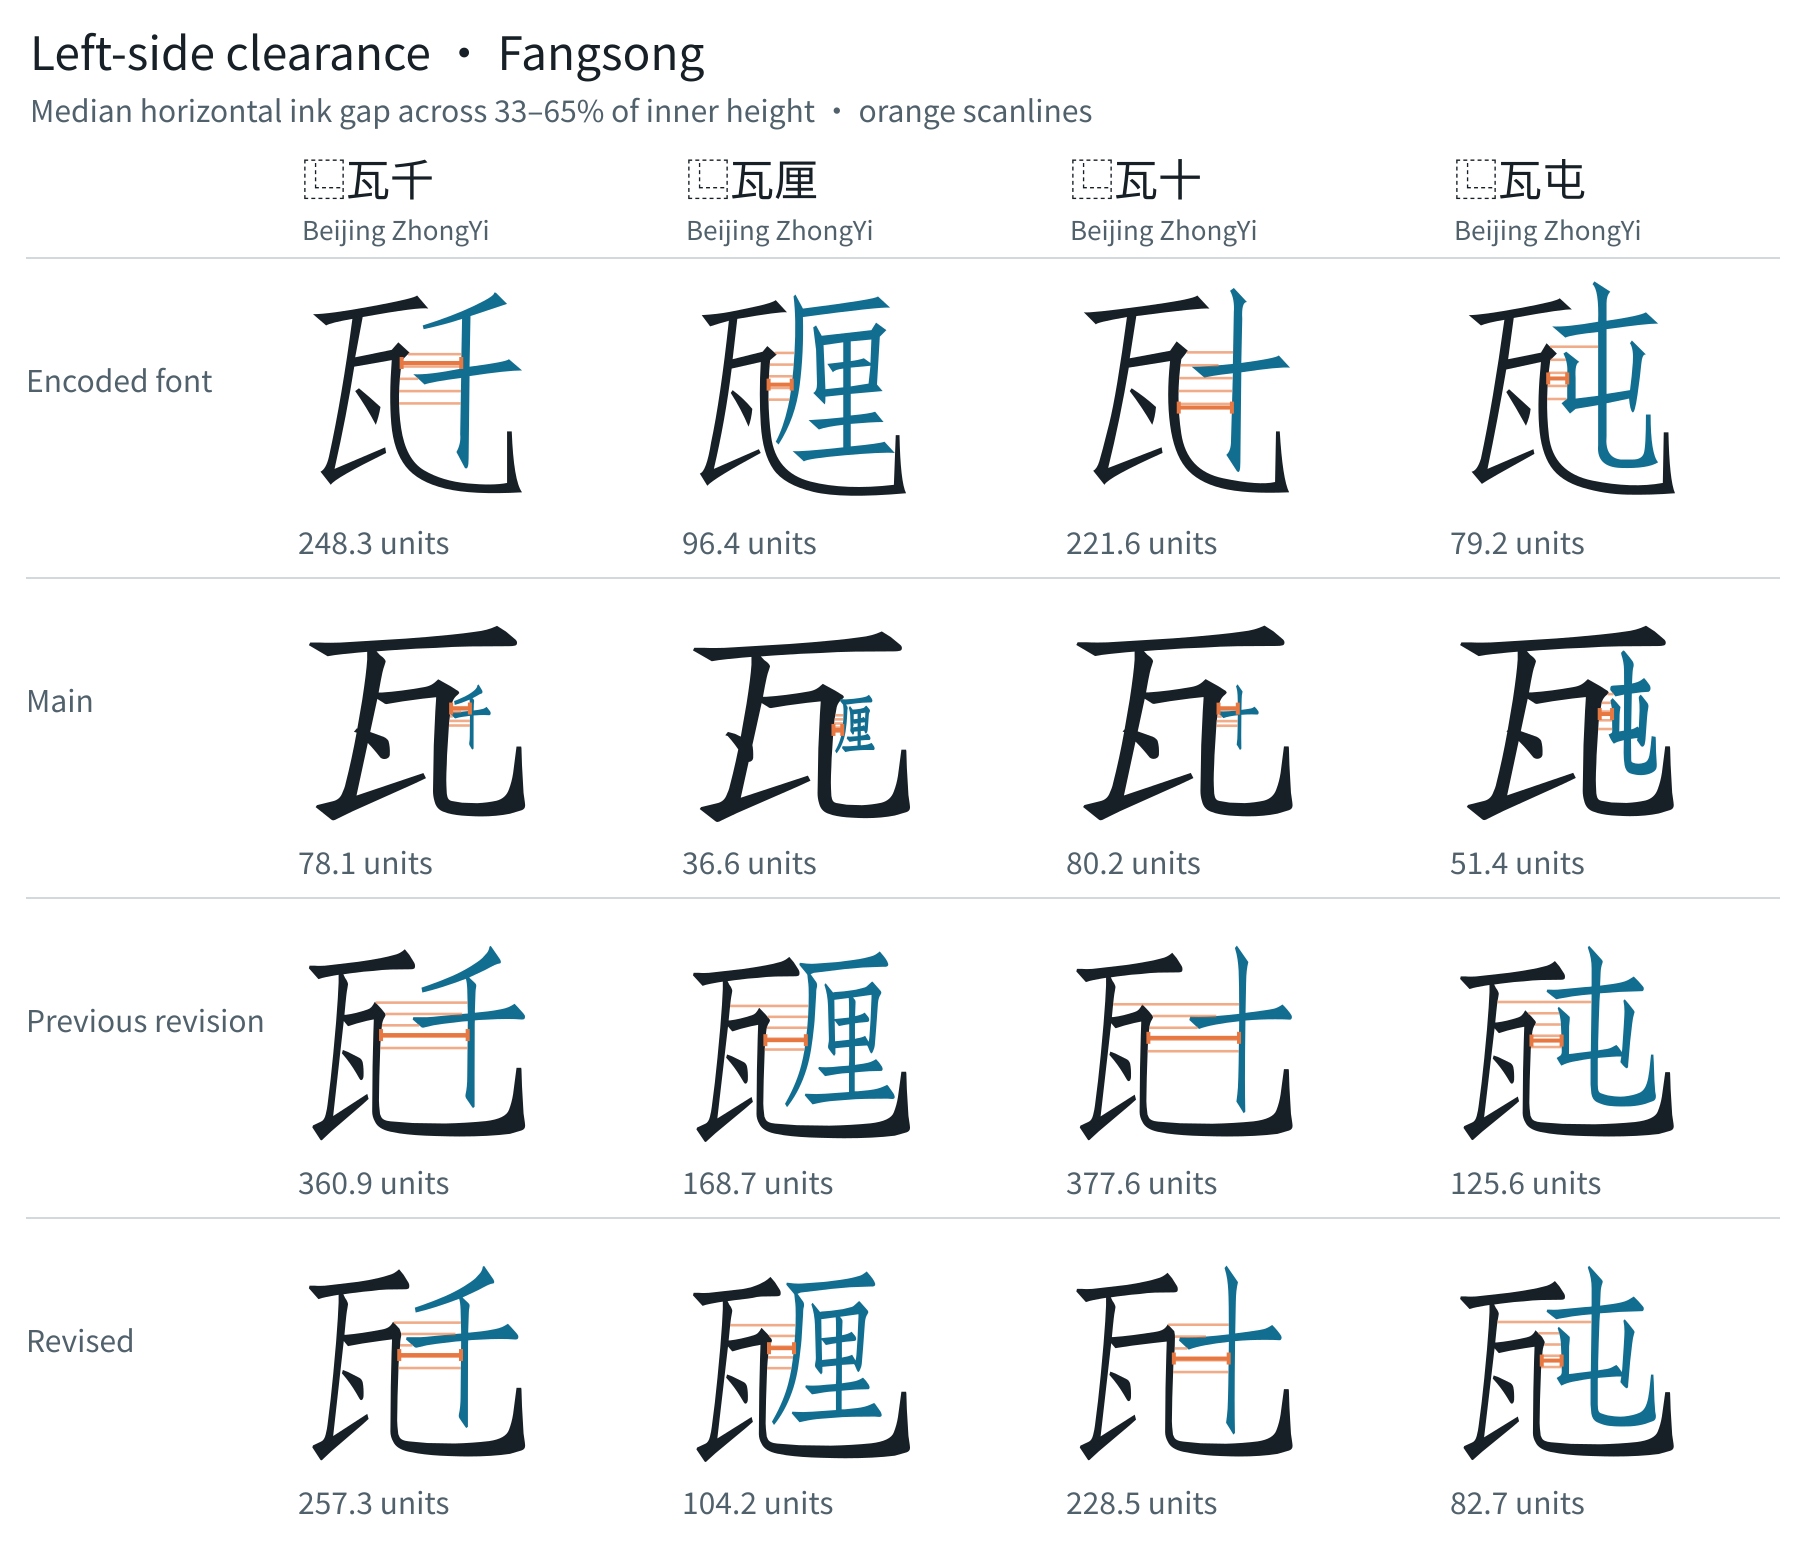 Left-side clearance · Fangsong
Median horizontal ink gap across 33–65% of inner height · orange scanlines
⿺瓦千 ⿺瓦厘 ⿺瓦十 ⿺瓦屯
Beijing ZhongYi Beijing ZhongYi Beijing ZhongYi Beijing ZhongYi
Encoded font
248.3 units 96.4 units 221.6 units 79.2 units
Main
78.1 units 36.6 units 80.2 units 51.4 units
Previous revision
360.9 units 168.7 units 377.6 units 125.6 units
Revised
257.3 units 104.2 units 228.5 units 82.7 units